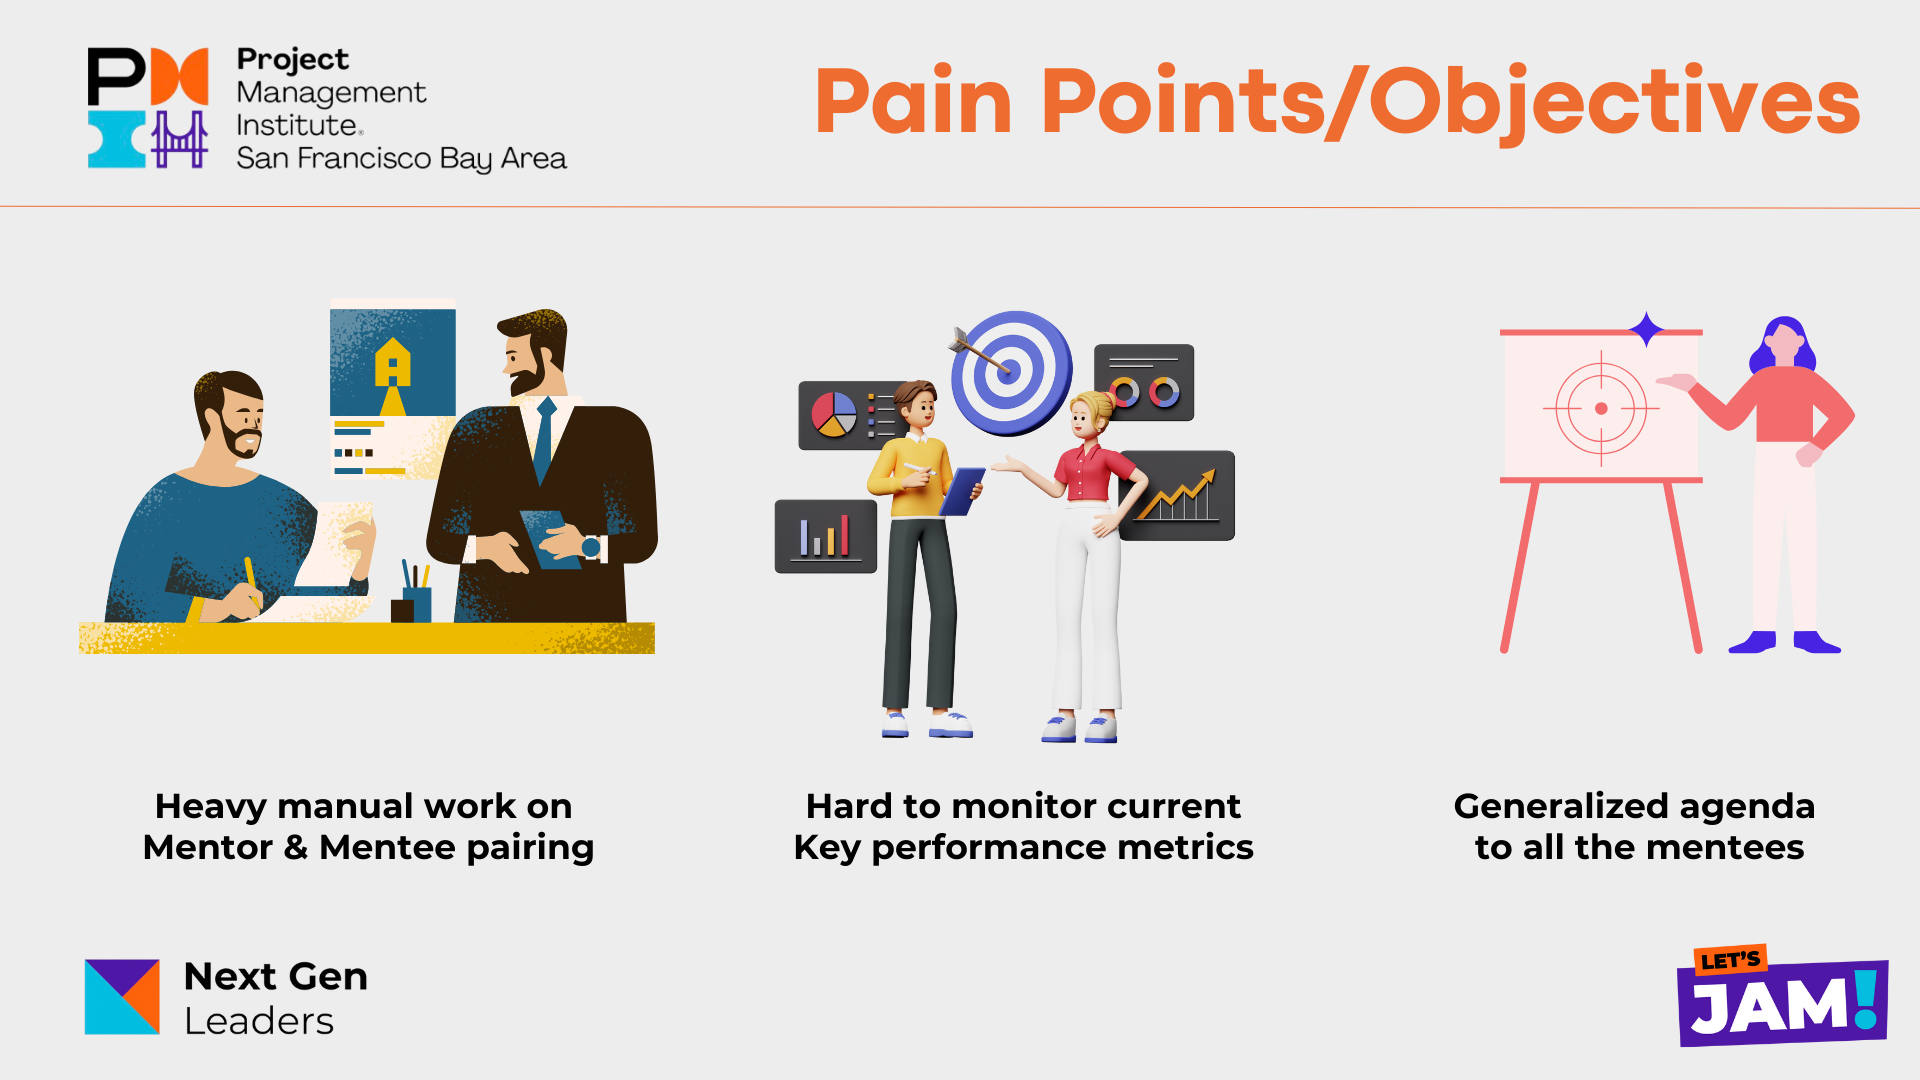 Project
Management
Institute®
San Francisco Bay Area
Pain Points/Objectives
Heavy manual work on
Mentor & Mentee pairing
Hard to monitor current
Key performance metrics
Generalized agenda
to all the mentees
Next Gen
Leaders
LET'S
JAM!